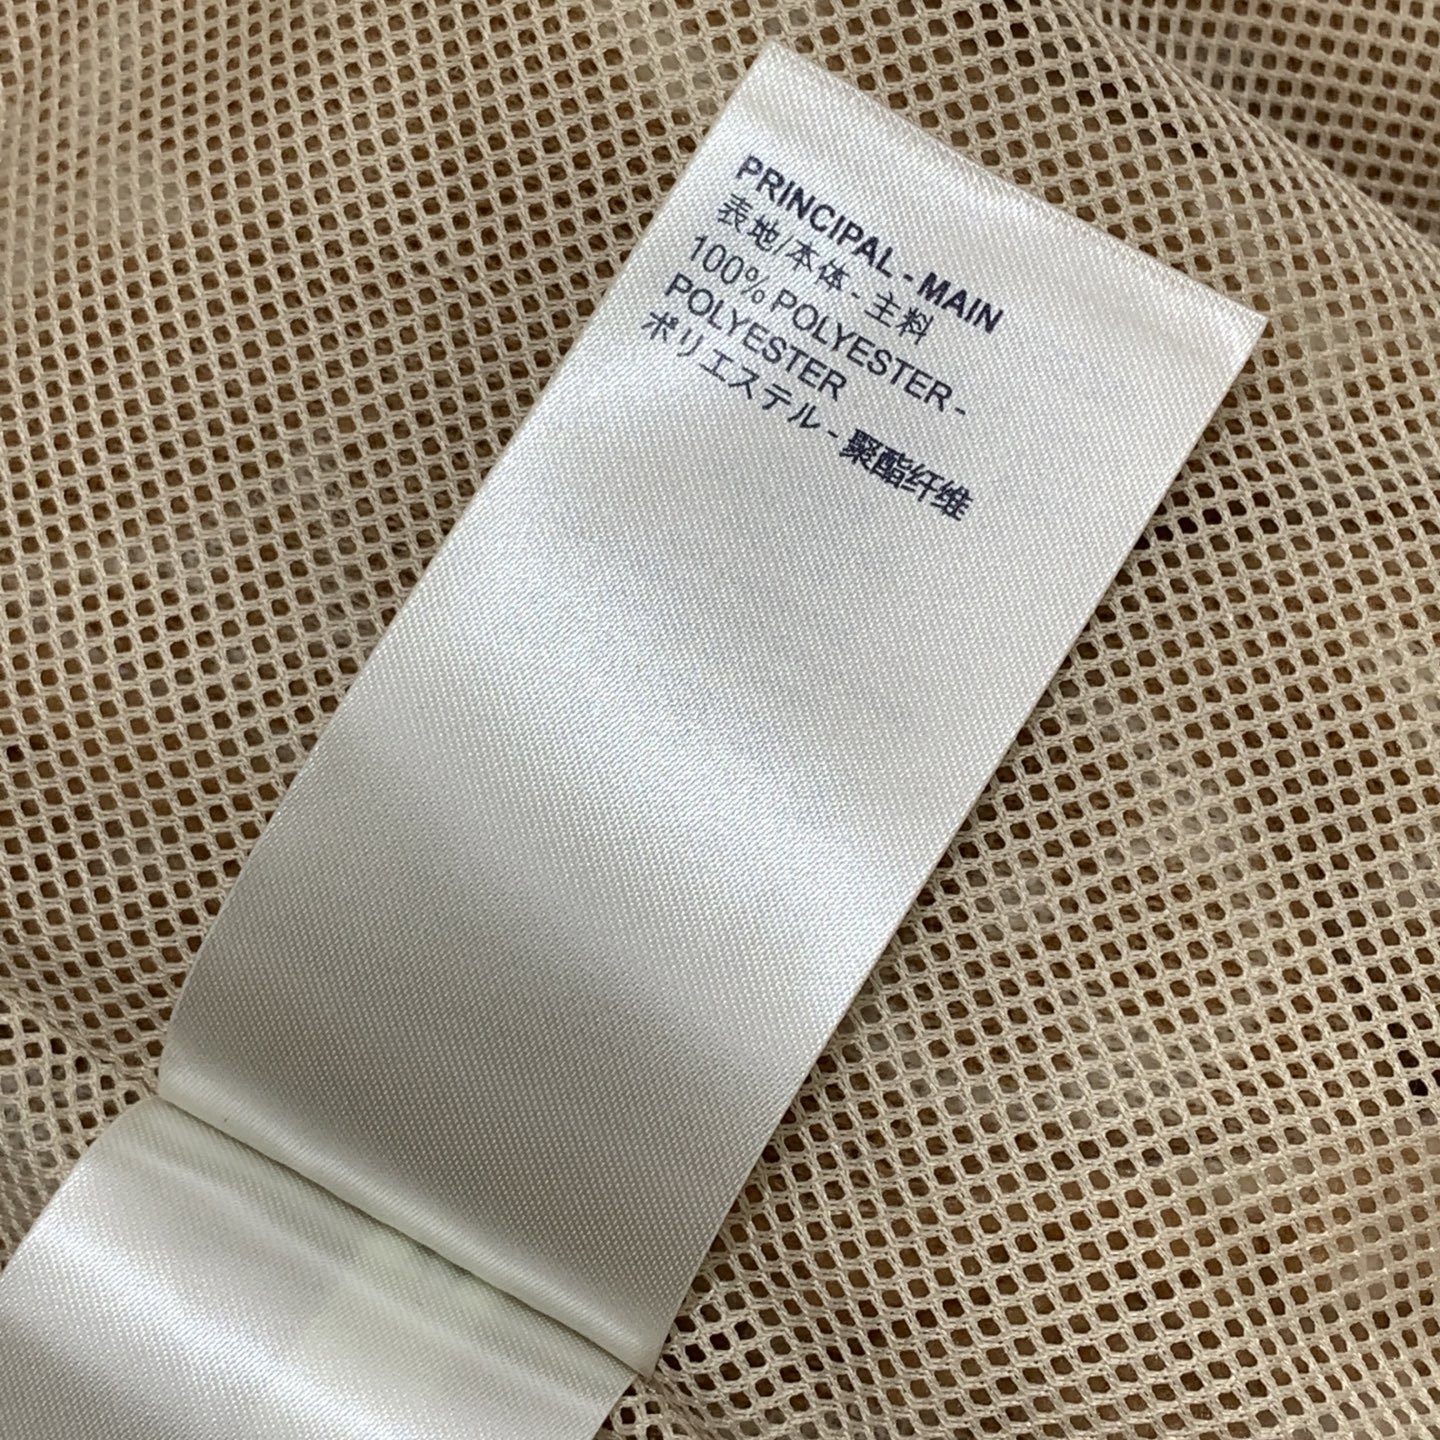 PRINCIPAL - MAIN
表地/本体 - 主料
100% POLYESTER -
POLYESTER
ポリエステル - 聚酯纤维